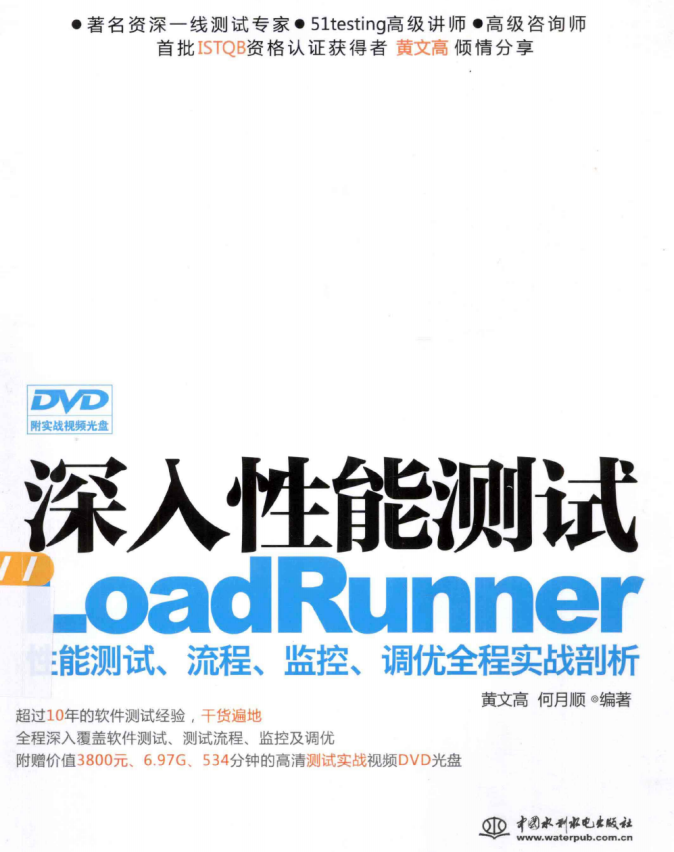 ●著名资深一线测试专家●51testing高级讲师●高级咨询师
首批ISTQB资格认证获得者 黄文高 倾情分享
DVD
附实战视频光盘
深入性能测试
LoadRunner
性能测试、流程、监控、调优全程实战剖析
黄文高 何月顺 ◎编著
超过10年的软件测试经验，干货遍地
全程深入覆盖软件测试、测试流程、监控及调优
附赠价值3800元、6.97G、534分钟的高清测试实战视频DVD光盘
中国水利水电出版社
www.waterpub.com.cn